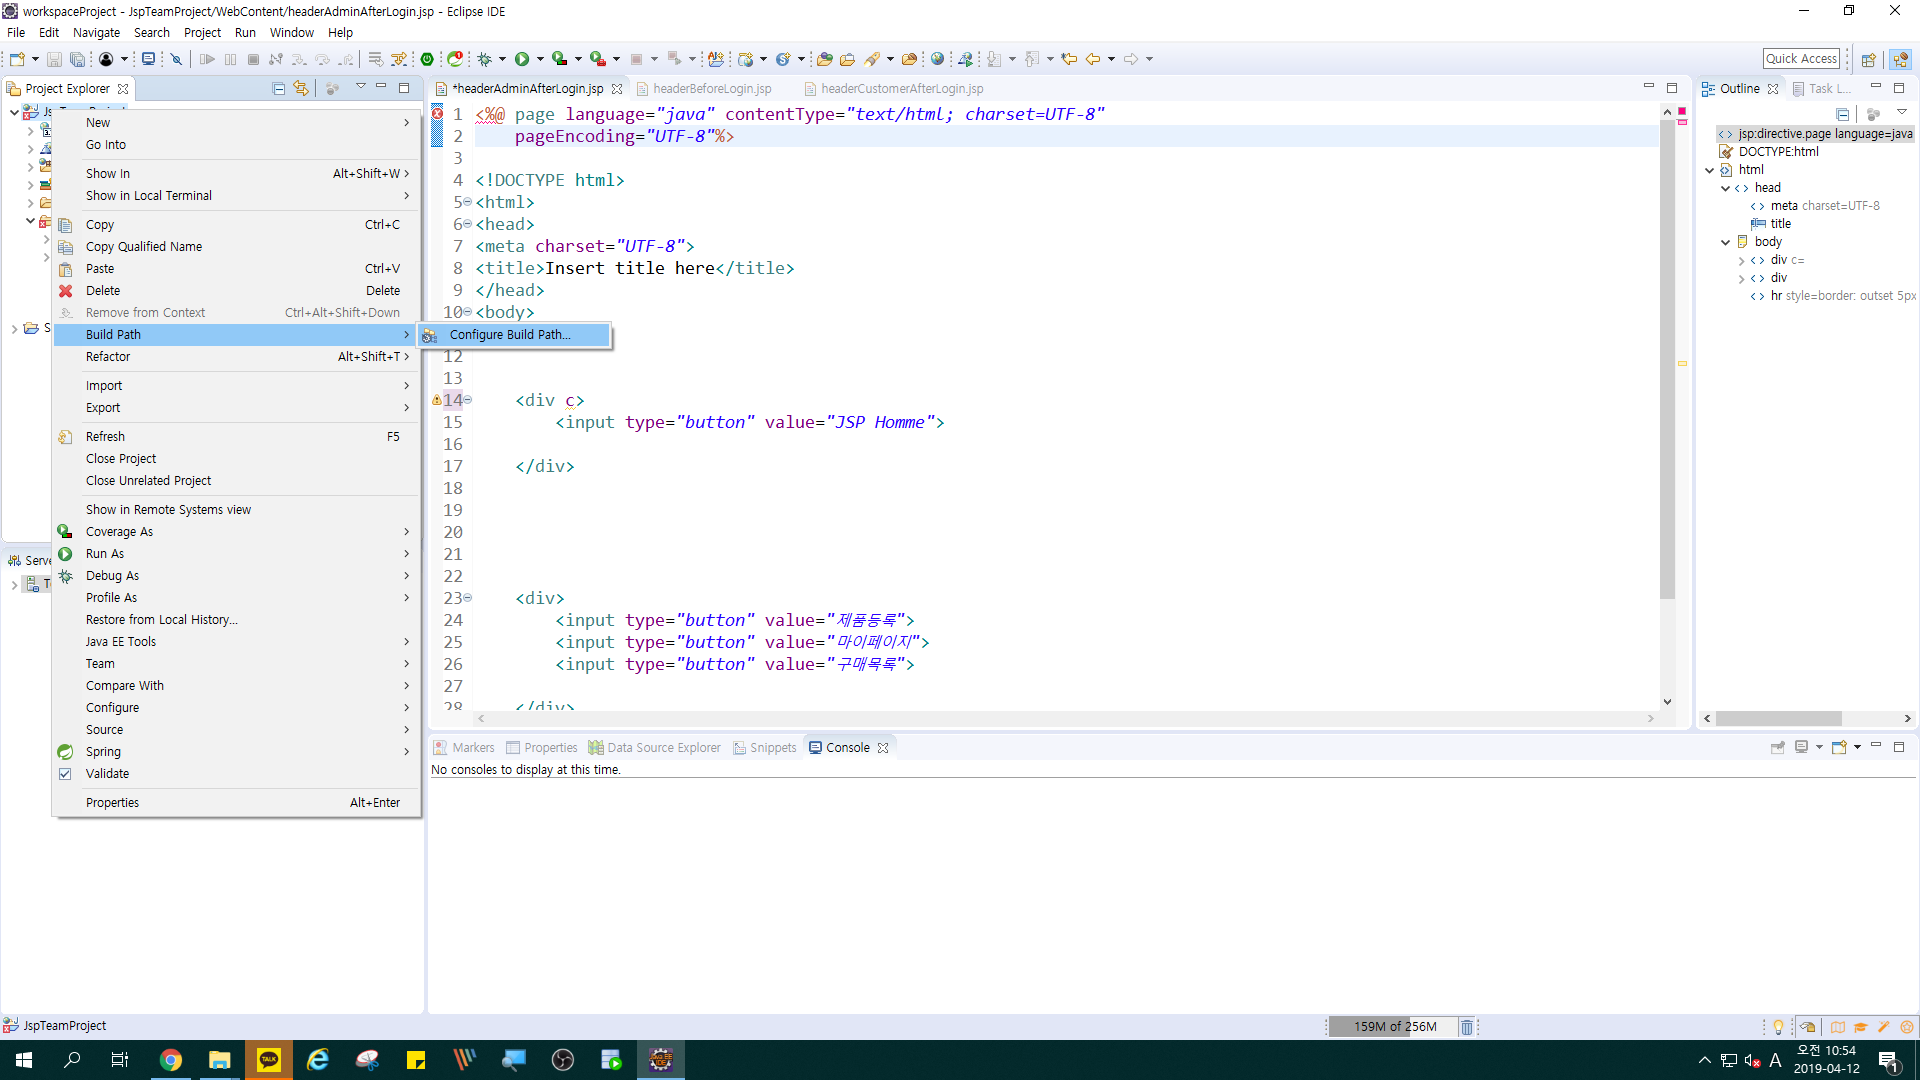 workspaceProject - JspTeamProject/WebContent/headerAdminAfterLogin.jsp - Eclipse IDE
File Edit Navigate Search Project Run Window Help
Quick Access
Project Explorer
New
Go Into
Show In Alt+Shift+W
Show in Local Terminal
Copy Ctrl+C
Copy Qualified Name
Paste Ctrl+V
Delete Delete
Remove from Context Ctrl+Alt+Shift+Down
Build Path
Configure Build Path...
Refactor Alt+Shift+T
Import
Export
Refresh F5
Close Project
Close Unrelated Project
Show in Remote Systems view
Coverage As
Run As
Debug As
Profile As
Restore from Local History...
Java EE Tools
Team
Compare With
Configure
Source
Spring
Validate
Properties Alt+Enter
*headerAdminAfterLogin.jsp headerBeforeLogin.jsp headerCustomerAfterLogin.jsp
1 <%@ page language="java" contentType="text/html; charset=UTF-8"
2 pageEncoding="UTF-8"%>
3
4 <!DOCTYPE html>
5 <html>
6 <head>
7 <meta charset="UTF-8">
8 <title>Insert title here</title>
9 </head>
10 <body>
12
13
14 <div c>
15 <input type="button" value="JSP Homme">
16
17 </div>
18
19
20
21
22
23 <div>
24 <input type="button" value="제품등록">
25 <input type="button" value="마이페이지">
26 <input type="button" value="구매목록">
27
28 </div>
Outline Task L...
jsp:directive.page language=java
DOCTYPE:html
html
head
meta charset=UTF-8
title
body
div c=
div
hr style=border: outset 5px
Markers Properties Data Source Explorer Snippets Console
No consoles to display at this time.
JspTeamProject
159M of 256M
TALK
A
오전 10:54
2019-04-12
1